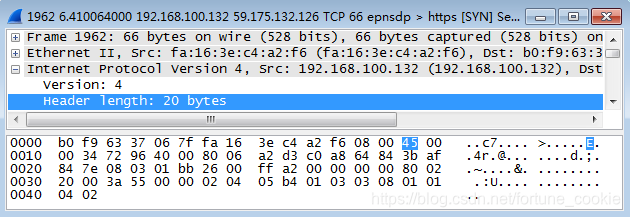 1962 6.410064000 192.168.100.132 59.175.132.126 TCP 66 epnsdp > https [SYN] Se...
Frame 1962: 66 bytes on wire (528 bits), 66 bytes captured (528 bits) on
Ethernet II, Src: fa:16:3e:c4:a2:f6 (fa:16:3e:c4:a2:f6), Dst: b0:f9:63:3
Internet Protocol Version 4, Src: 192.168.100.132 (192.168.100.132), Dst
Version: 4
Header length: 20 bytes
0000 b0 f9 63 37 06 7f fa 16 3e c4 a2 f6 08 00 45 00 ..c7.... >.....E.
0010 00 34 72 96 40 00 80 06 a2 d3 c0 a8 64 84 3b af .4r.@... ....d.;.
0020 84 7e 08 03 01 bb 26 00 ff a2 00 00 00 00 80 02 .~....&. ........
0030 20 00 3a 55 00 00 02 04 05 b4 01 03 03 08 01 01 .:U.... ........
0040 04 02 ..
https://blog.csdn.net/fortune_cookie